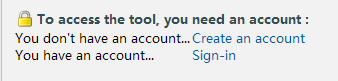 To access the tool, you need an account :
You don't have an account... Create an account
You have an account... Sign-in